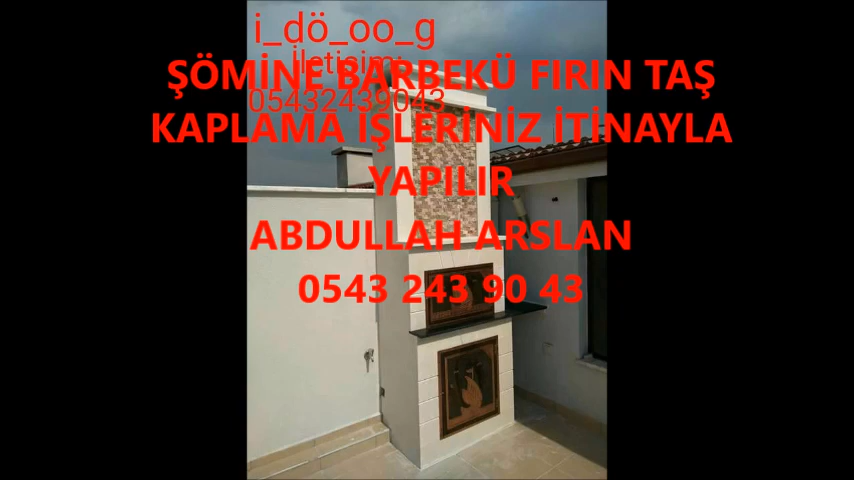 i_dö_oo_g
İletişim:
05432439043
ŞÖMİNE BARBEKÜ FIRIN TAŞ
KAPLAMA İŞLERİNİZ İTİNAYLA
YAPILIR
ABDULLAH ARSLAN
0543 243 90 43